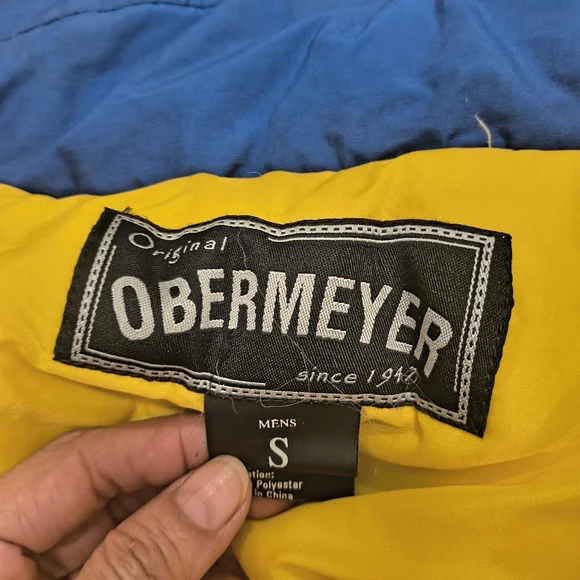 Original
OBERMEYER
since 1947
MENS
S
Polyester
in China